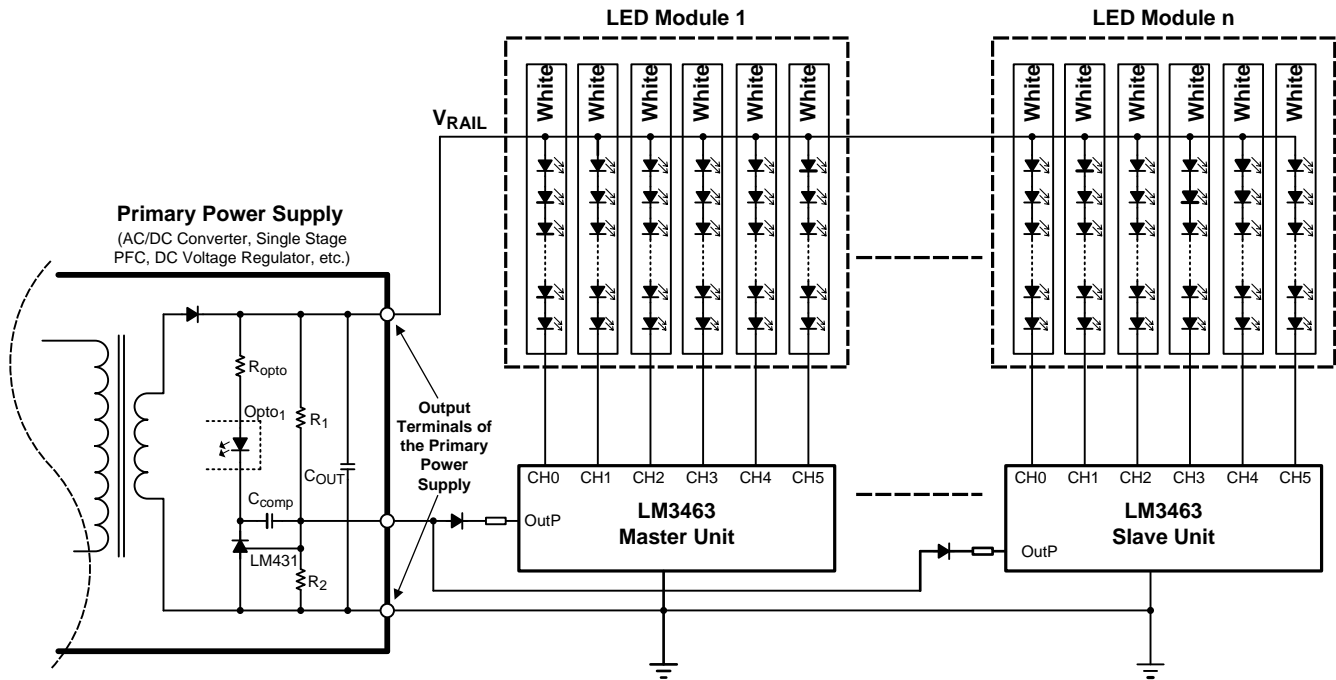 LED Module 1
LED Module n
White White White White White White
White White White White White White
VRAIL
Primary Power Supply
(AC/DC Converter, Single Stage
PFC, DC Voltage Regulator, etc.)
Ropto
Opto1
R1
COUT
Ccomp
LM431
R2
Output
Terminals of
the Primary
Power
Supply
CH0 CH1 CH2 CH3 CH4 CH5
OutP
LM3463
Master Unit
CH0 CH1 CH2 CH3 CH4 CH5
OutP
LM3463
Slave Unit